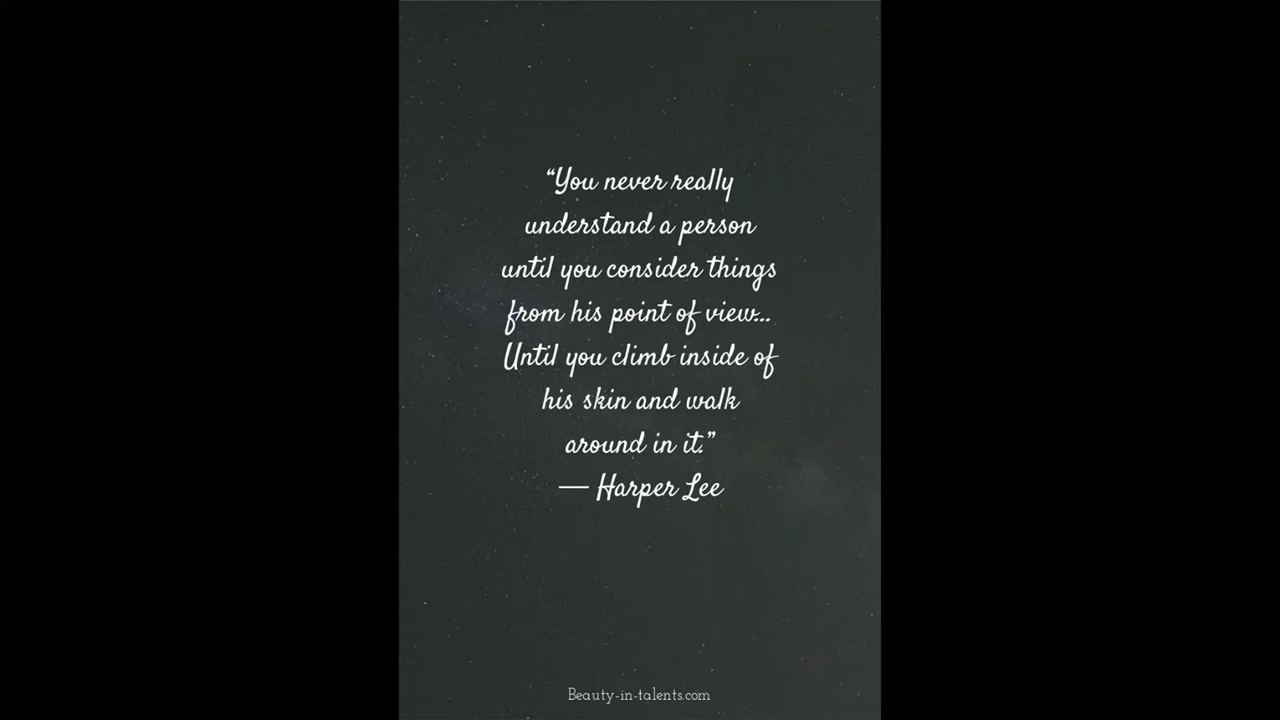 “You never really
understand a person
until you consider things
from his point of view...
Until you climb inside of
his skin and walk
around in it.”
— Harper Lee
Beauty-in-talents.com